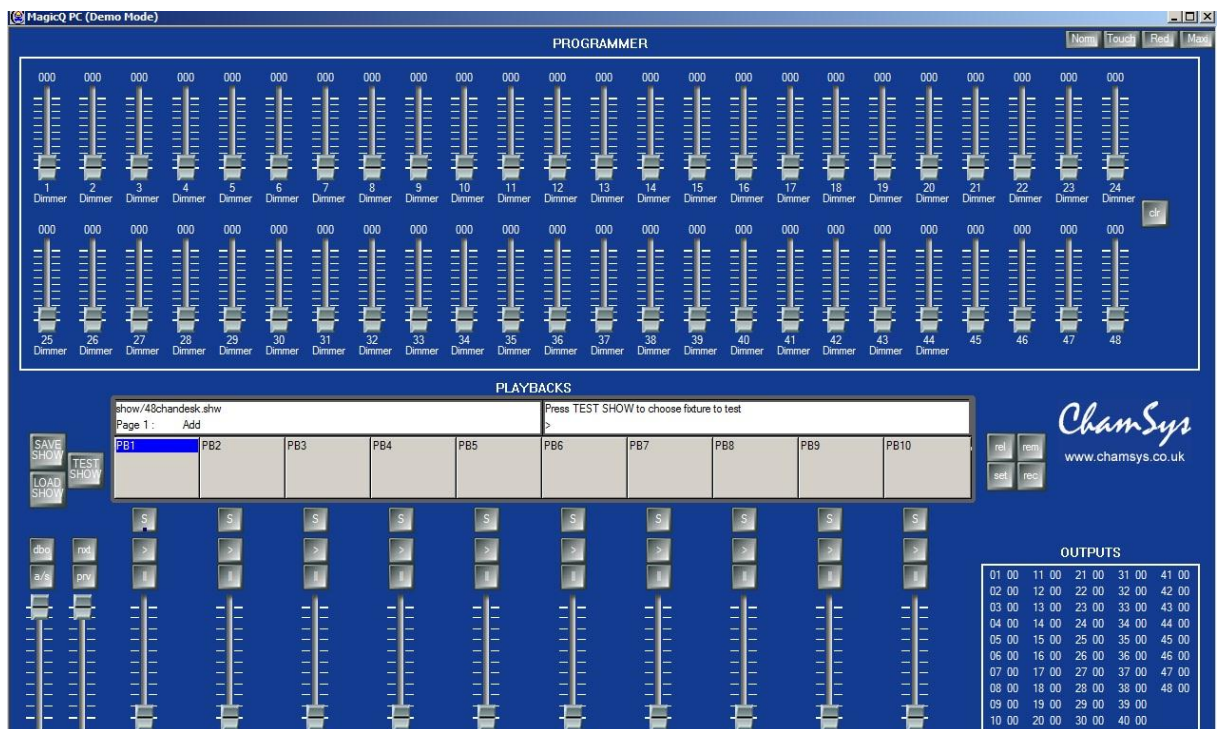 MagicQ PC (Demo Mode)
PROGRAMMER
Norm Touch Red. Maxi
000 000 000 000 000 000 000 000 000 000 000 000 000 000 000 000 000 000 000 000 000 000 000 000
1 2 3 4 5 6 7 8 9 10 11 12 13 14 15 16 17 18 19 20 21 22 23 24
Dimmer Dimmer Dimmer Dimmer Dimmer Dimmer Dimmer Dimmer Dimmer Dimmer Dimmer Dimmer Dimmer Dimmer Dimmer Dimmer Dimmer Dimmer Dimmer Dimmer Dimmer Dimmer Dimmer Dimmer
clr
000 000 000 000 000 000 000 000 000 000 000 000 000 000 000 000 000 000 000 000 000 000 000 000
25 26 27 28 29 30 31 32 33 34 35 36 37 38 39 40 41 42 43 44 45 46 47 48
Dimmer Dimmer Dimmer Dimmer Dimmer Dimmer Dimmer Dimmer Dimmer Dimmer Dimmer Dimmer Dimmer Dimmer Dimmer Dimmer Dimmer Dimmer Dimmer Dimmer
PLAYBACKS
show/48chandesk.shw
Page 1 : Add
Press TEST SHOW to choose fixture to test
>
PB1 PB2 PB3 PB4 PB5 PB6 PB7 PB8 PB9 PB10
SAVE SHOW
TEST SHOW
LOAD SHOW
rel rem
set rec
ChamSys
www.chamsys.co.uk
S S S S S S S S S S
dbo nxt > > > > > > > > > >
a/s prv || || || || || || || || || ||
OUTPUTS
01 00 11 00 21 00 31 00 41 00
02 00 12 00 22 00 32 00 42 00
03 00 13 00 23 00 33 00 43 00
04 00 14 00 24 00 34 00 44 00
05 00 15 00 25 00 35 00 45 00
06 00 16 00 26 00 36 00 46 00
07 00 17 00 27 00 37 00 47 00
08 00 18 00 28 00 38 00 48 00
09 00 19 00 29 00 39 00
10 00 20 00 30 00 40 00